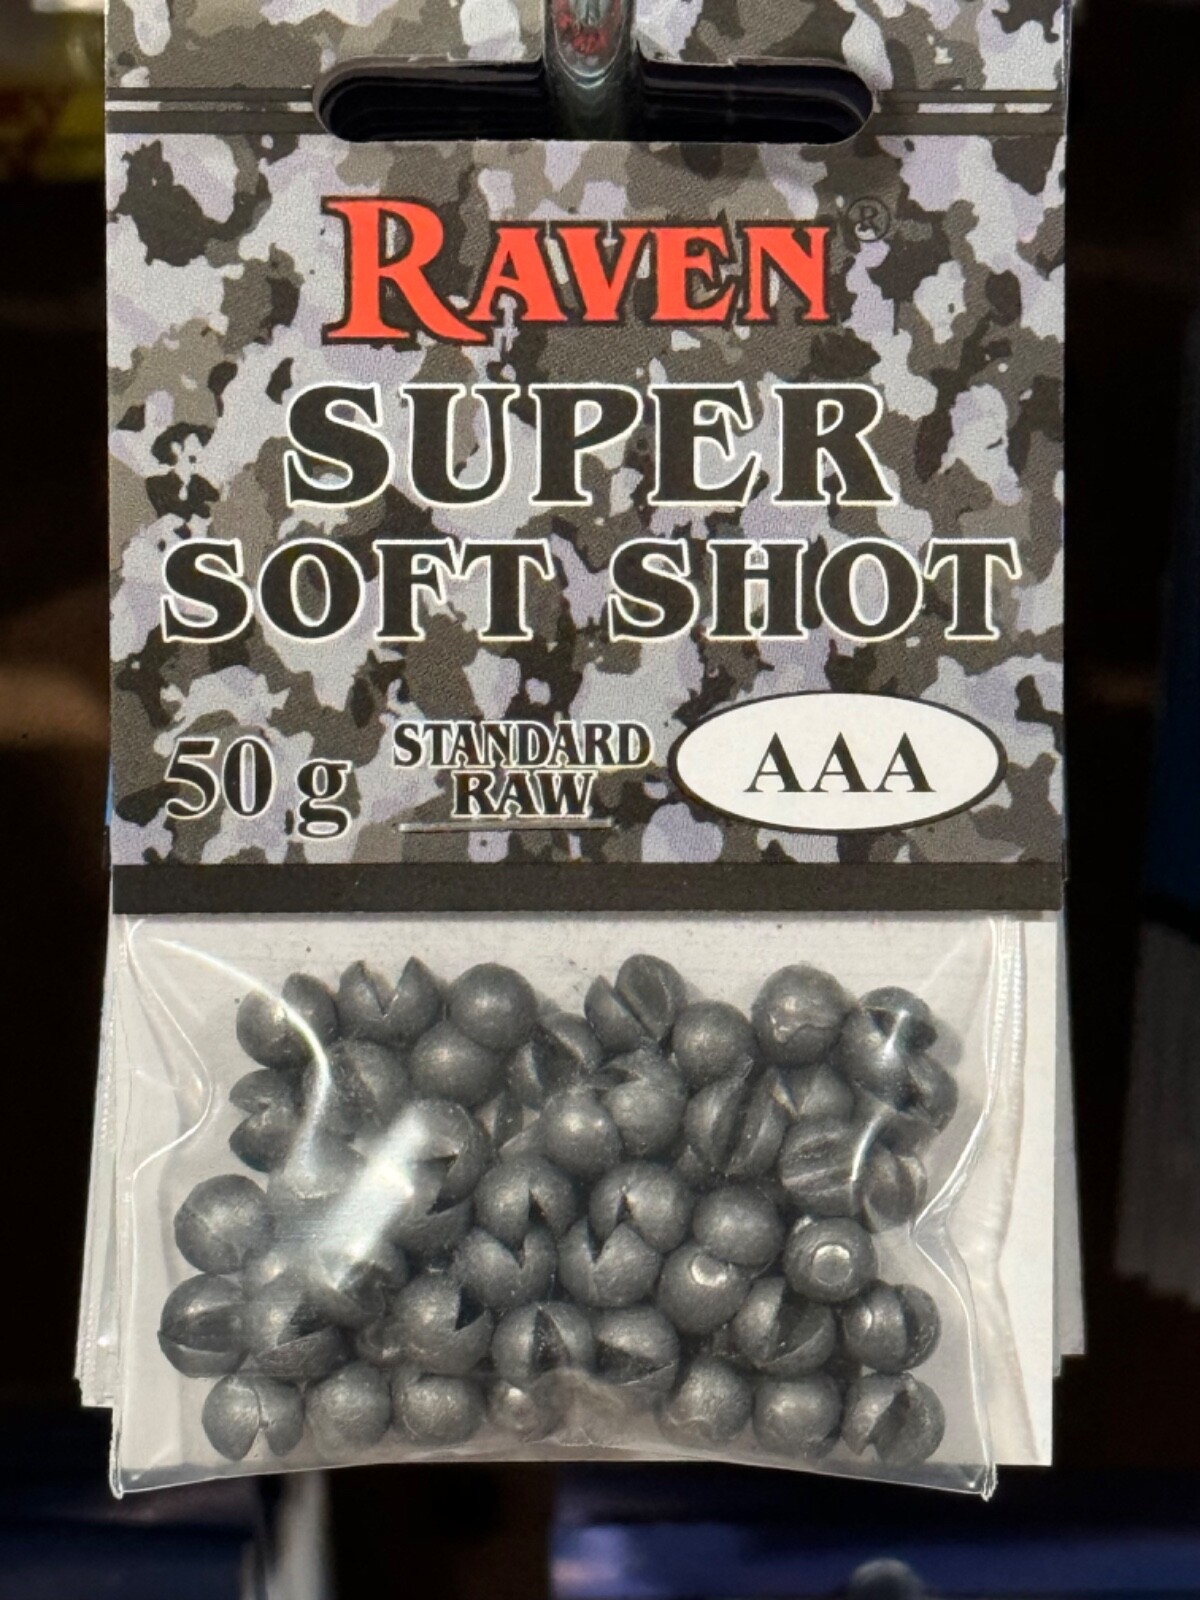 RAVEN®
SUPER
SOFT SHOT
50 g STANDARD RAW AAA